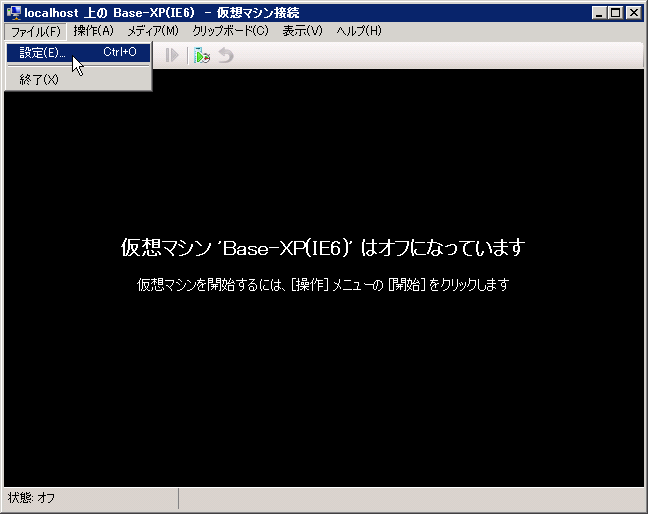 localhost 上の Base-XP(IE6) - 仮想マシン接続
ファイル(F) 操作(A) メディア(M) クリップボード(C) 表示(V) ヘルプ(H)
設定(E)... Ctrl+O
終了(X)
仮想マシン 'Base-XP(IE6)' はオフになっています
仮想マシンを開始するには、[操作] メニューの [開始] をクリックします
状態: オフ